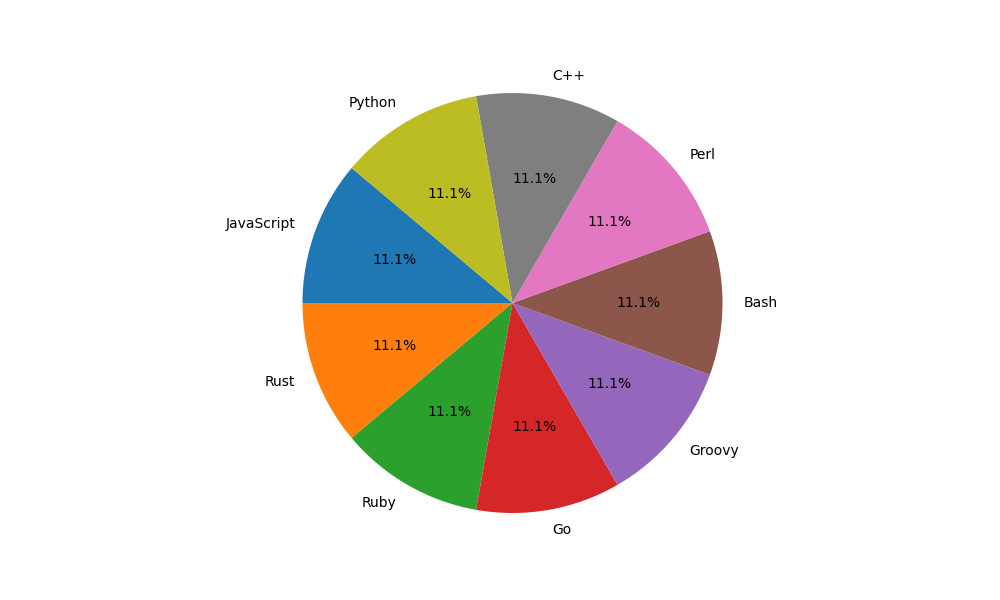 C++
Python
Perl
11.1%
11.1%
JavaScript
11.1%
11.1%
11.1%
Bash
11.1%
Rust
11.1%
11.1%
11.1%
Groovy
Ruby
Go